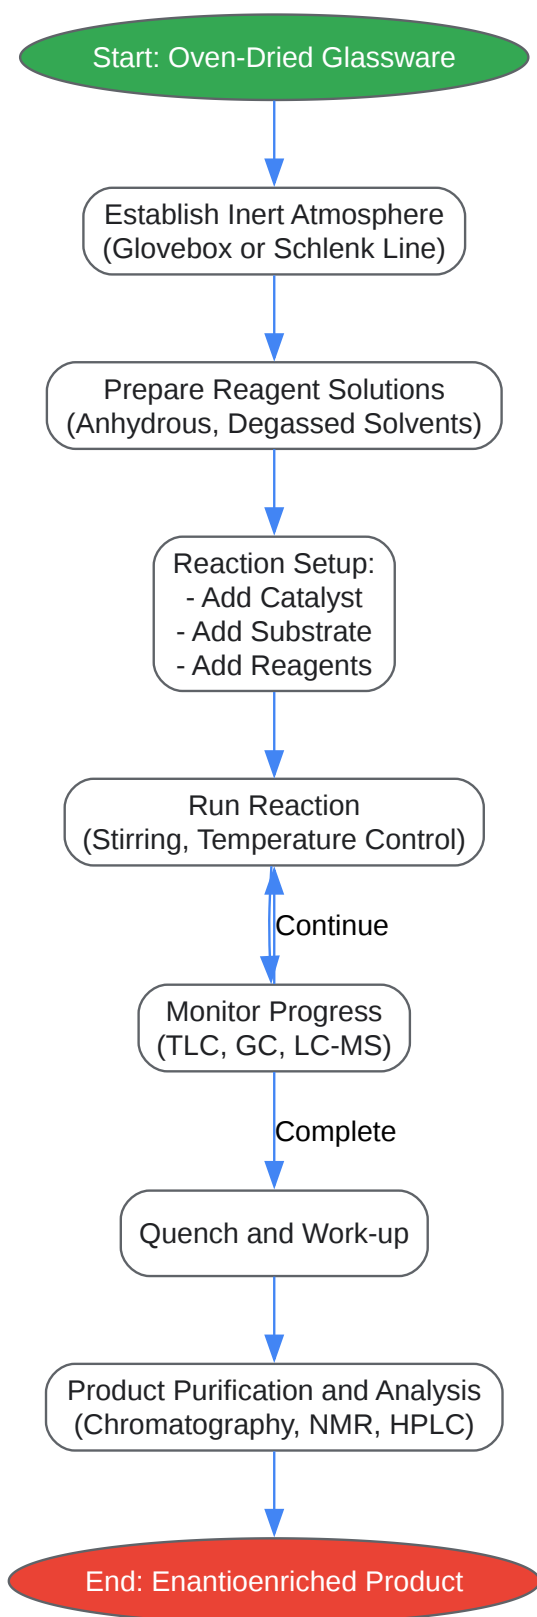 Start: Oven-Dried Glassware
Establish Inert Atmosphere
(Glovebox or Schlenk Line)
Prepare Reagent Solutions
(Anhydrous, Degassed Solvents)
Reaction Setup:
- Add Catalyst
- Add Substrate
- Add Reagents
Run Reaction
(Stirring, Temperature Control)
Continue
Monitor Progress
(TLC, GC, LC-MS)
Complete
Quench and Work-up
Product Purification and Analysis
(Chromatography, NMR, HPLC)
End: Enantioenriched Product